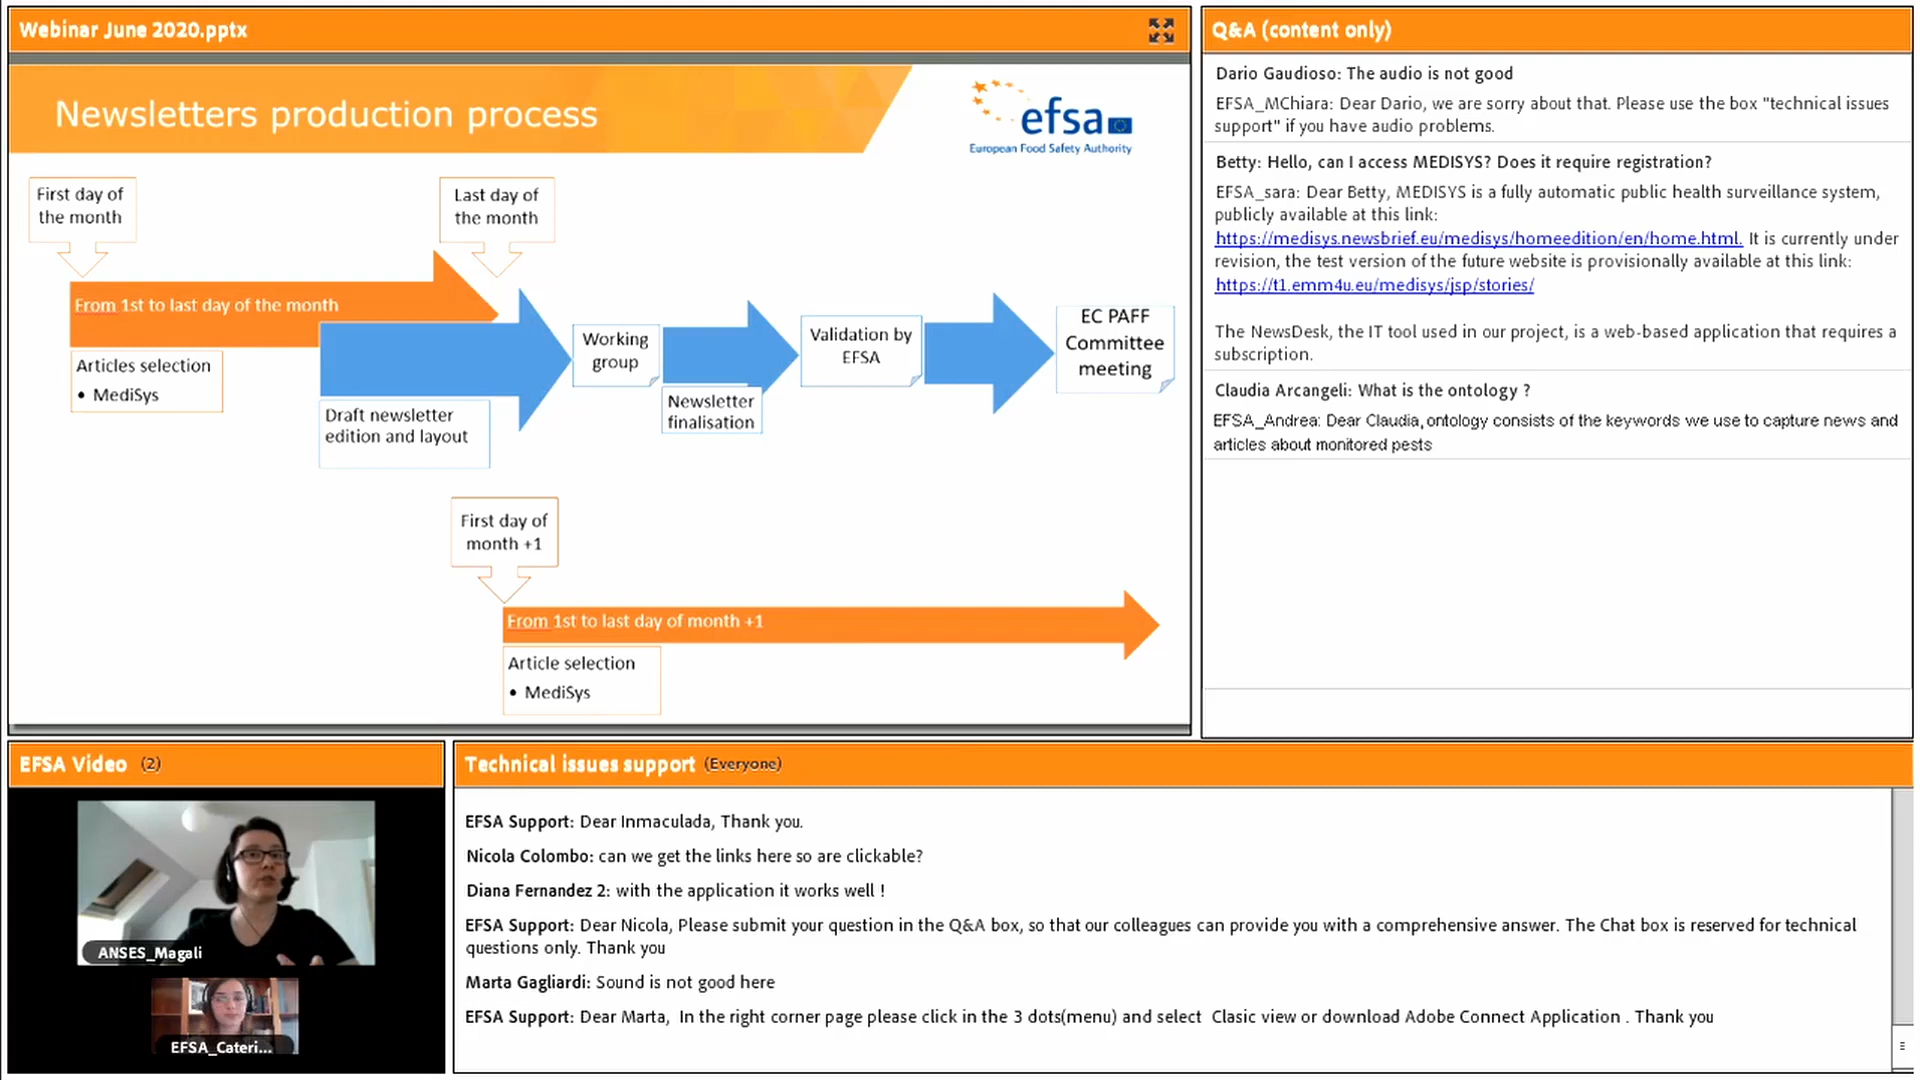 Webinar June 2020.pptx
Newsletters production process
efsa
European Food Safety Authority
First day of
the month
Last day of
the month
From 1st to last day of the month
Articles selection
• MediSys
Draft newsletter
edition and layout
Working
group
Newsletter
finalisation
Validation by
EFSA
EC PAFF
Committee
meeting
First day of
month +1
From 1st to last day of month +1
Article selection
• MediSys
Q&A (content only)
Dario Gaudioso: The audio is not good
EFSA_MChiara: Dear Dario, we are sorry about that. Please use the box "technical issues
support" if you have audio problems.
Betty: Hello, can I access MEDISYS? Does it require registration?
EFSA_sara: Dear Betty, MEDISYS is a fully automatic public health surveillance system,
publicly available at this link:
https://medisys.newsbrief.eu/medisys/homeedition/en/home.html. It is currently under
revision, the test version of the future website is provisionally available at this link:
https://t1.emm4u.eu/medisys/jsp/stories/
The NewsDesk, the IT tool used in our project, is a web-based application that requires a
subscription.
Claudia Arcangeli: What is the ontology ?
EFSA_Andrea: Dear Claudia, ontology consists of the keywords we use to capture news and
articles about monitored pests
EFSA Video (2)
ANSES_Magali
EFSA_Cateri...
Technical issues support (Everyone)
EFSA Support: Dear Inmaculada, Thank you.
Nicola Colombo: can we get the links here so are clickable?
Diana Fernandez 2: with the application it works well !
EFSA Support: Dear Nicola, Please submit your question in the Q&A box, so that our colleagues can provide you with a comprehensive answer. The Chat box is reserved for technical
questions only. Thank you
Marta Gagliardi: Sound is not good here
EFSA Support: Dear Marta,  In the right corner page please click in the 3 dots(menu) and select  Clasic view or download Adobe Connect Application . Thank you